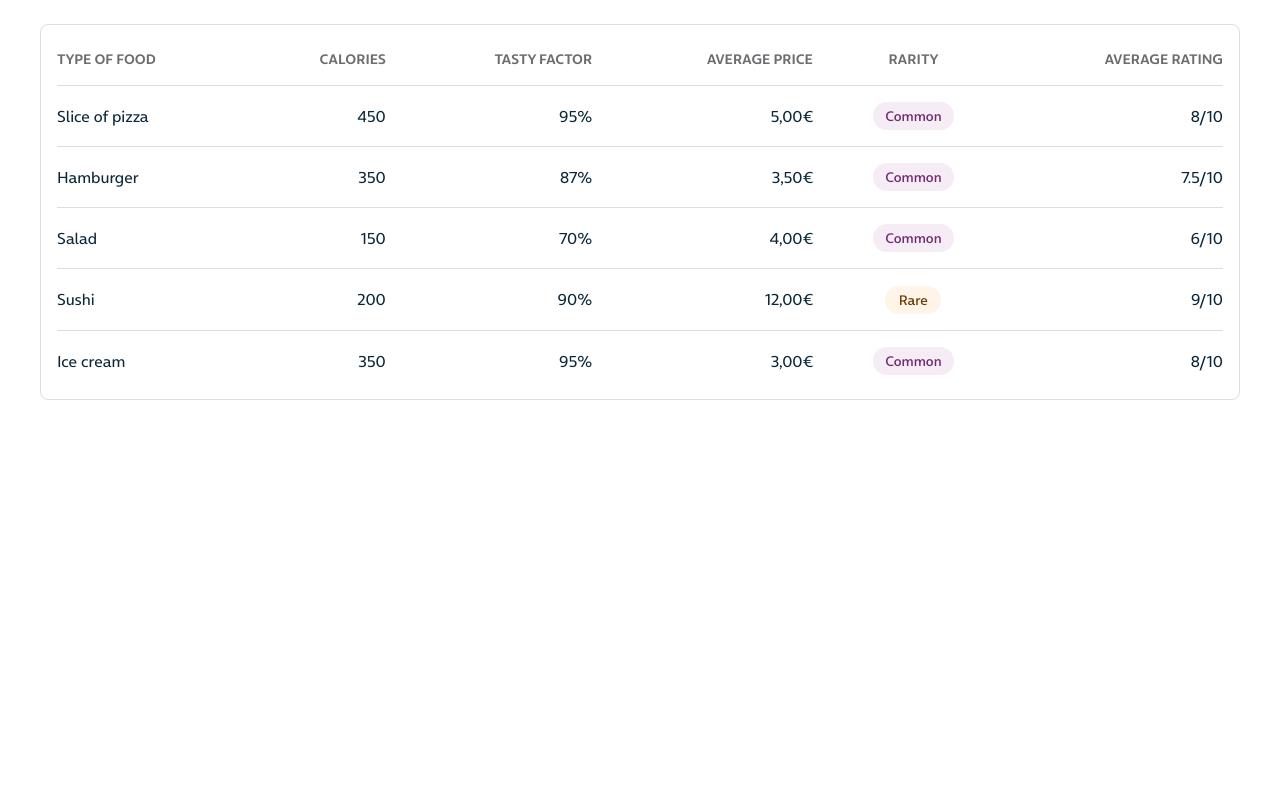 TYPE OF FOOD CALORIES TASTY FACTOR AVERAGE PRICE RARITY AVERAGE RATING
Slice of pizza 450 95% 5,00€ Common 8/10
Hamburger 350 87% 3,50€ Common 7.5/10
Salad 150 70% 4,00€ Common 6/10
Sushi 200 90% 12,00€ Rare 9/10
Ice cream 350 95% 3,00€ Common 8/10